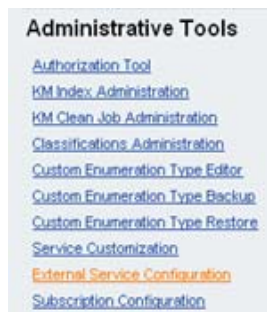 Administrative Tools
Authorization Tool
KM Index Administration
KM Clean Job Administration
Classifications Administration
Custom Enumeration Type Editor
Custom Enumeration Type Backup
Custom Enumeration Type Restore
Service Customization
External Service Configuration
Subscription Configuration